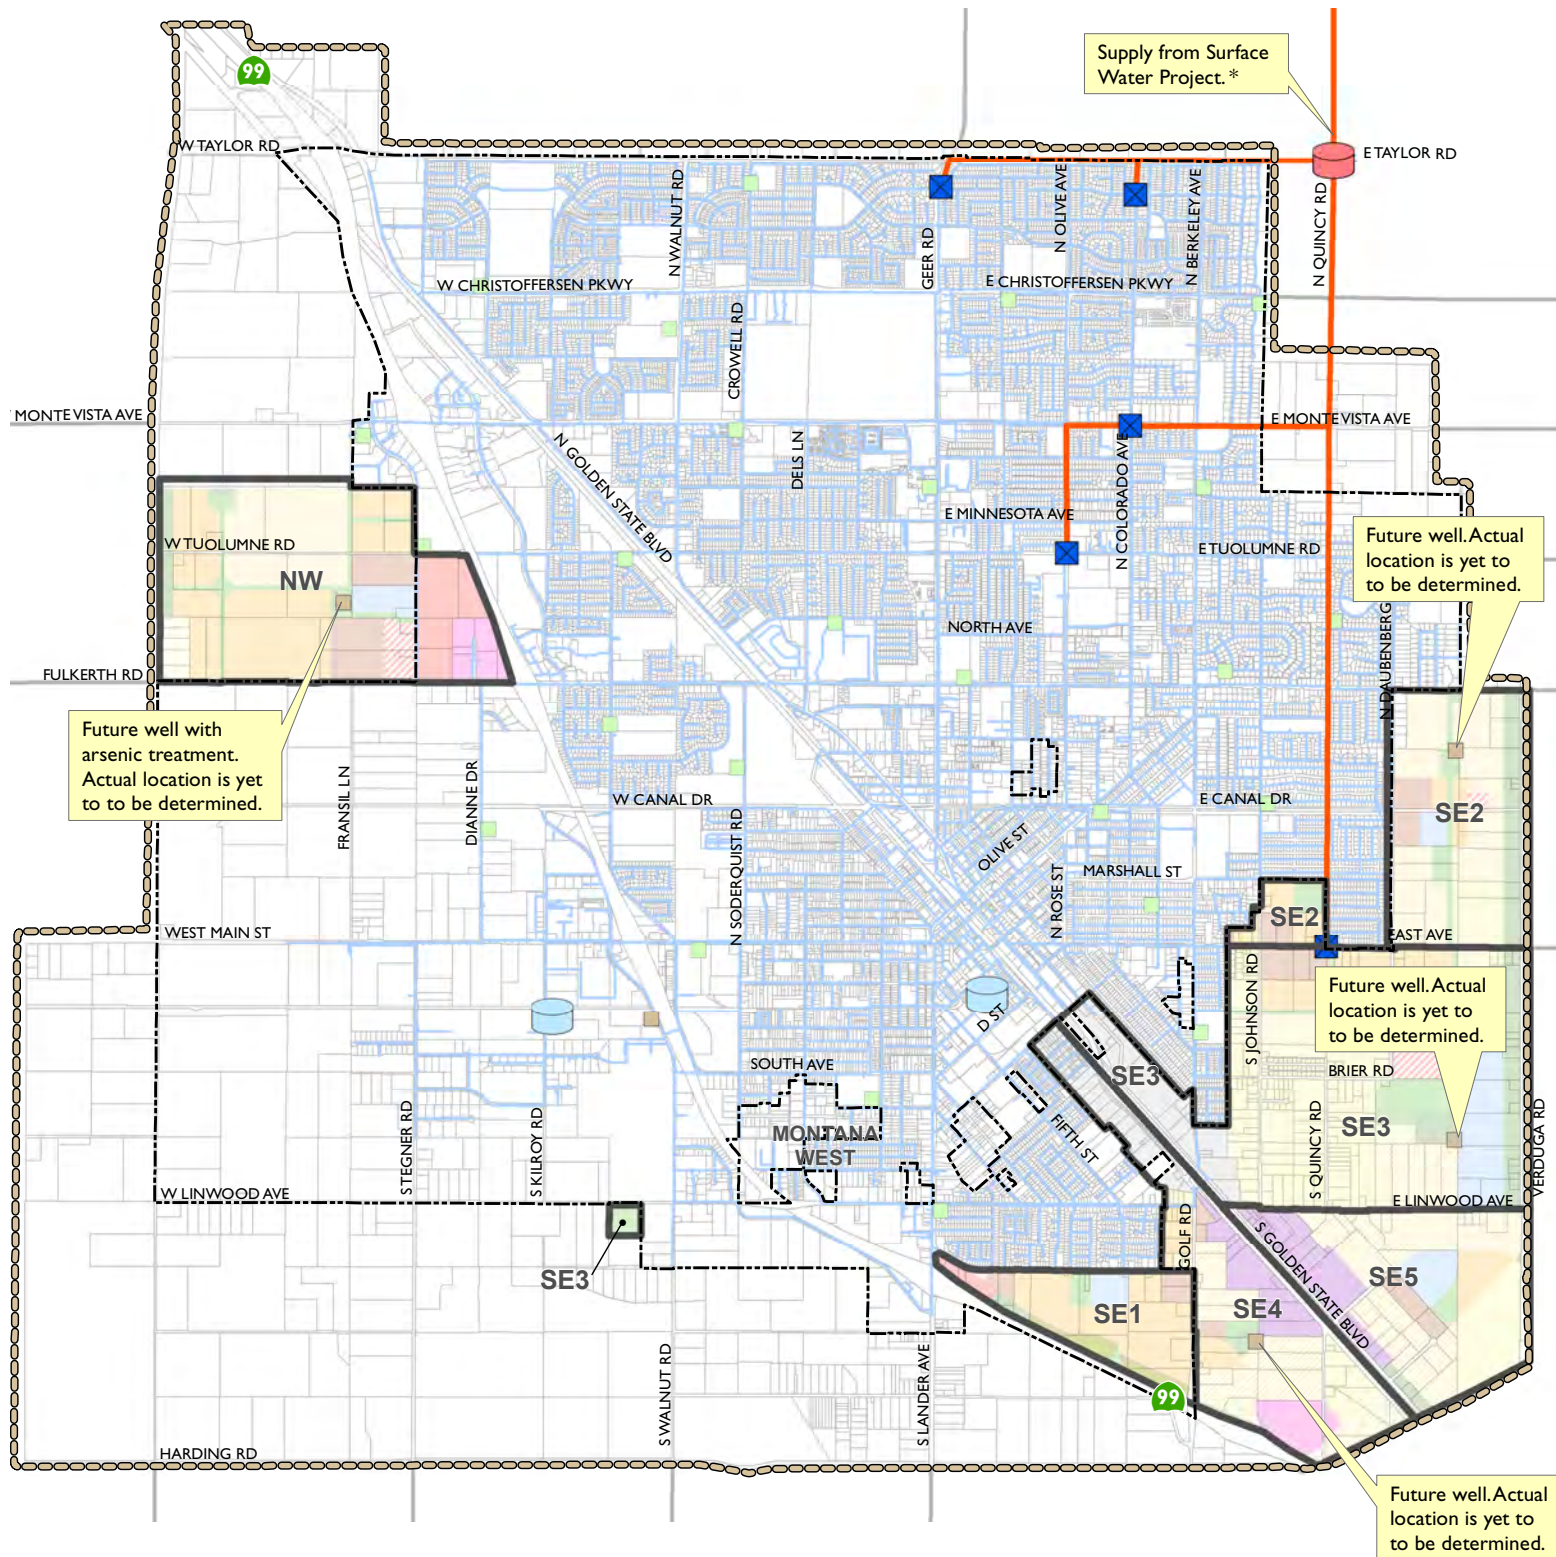 Supply from Surface
Water Project. *
99
W TAYLOR RD
E TAYLOR RD
N WALNUT RD
GEER RD
N OLIVE AVE
N BERKELEY AVE
N QUINCY RD
W CHRISTOFFERSEN PKWY
E CHRISTOFFERSEN PKWY
CROWELL RD
MONTE VISTA AVE
E MONTE VISTA AVE
N GOLDEN STATE BLVD
DELS LN
N COLORADO AVE
E MINNESOTA AVE
W TUOLUMNE RD
E TUOLUMNE RD
Future well. Actual
location is yet to
to be determined.
NW
NORTH AVE
N DAUBENBERG
FULKERTH RD
Future well with
arsenic treatment.
Actual location is yet
to to be determined.
FRANSIL LN
DIANNE DR
W CANAL DR
E CANAL DR
SE2
N SODERQUIST RD
OLIVE ST
MARSHALL ST
N ROSE ST
SE2
WEST MAIN ST
EAST AVE
Future well. Actual
location is yet to
to be determined.
D ST
S JOHNSON RD
SOUTH AVE
SE3
BRIER RD
S STEGNER RD
S KILROY RD
MONTANA
WEST
FIFTH ST
S QUINCY RD
SE3
VERDUGA RD
W LINWOOD AVE
E LINWOOD AVE
GOLF RD
S GOLDEN STATE BLVD
SE3
SE1
SE4
SE5
S WALNUT RD
S LANDER AVE
99
HARDING RD
Future well. Actual
location is yet to
to be determined.